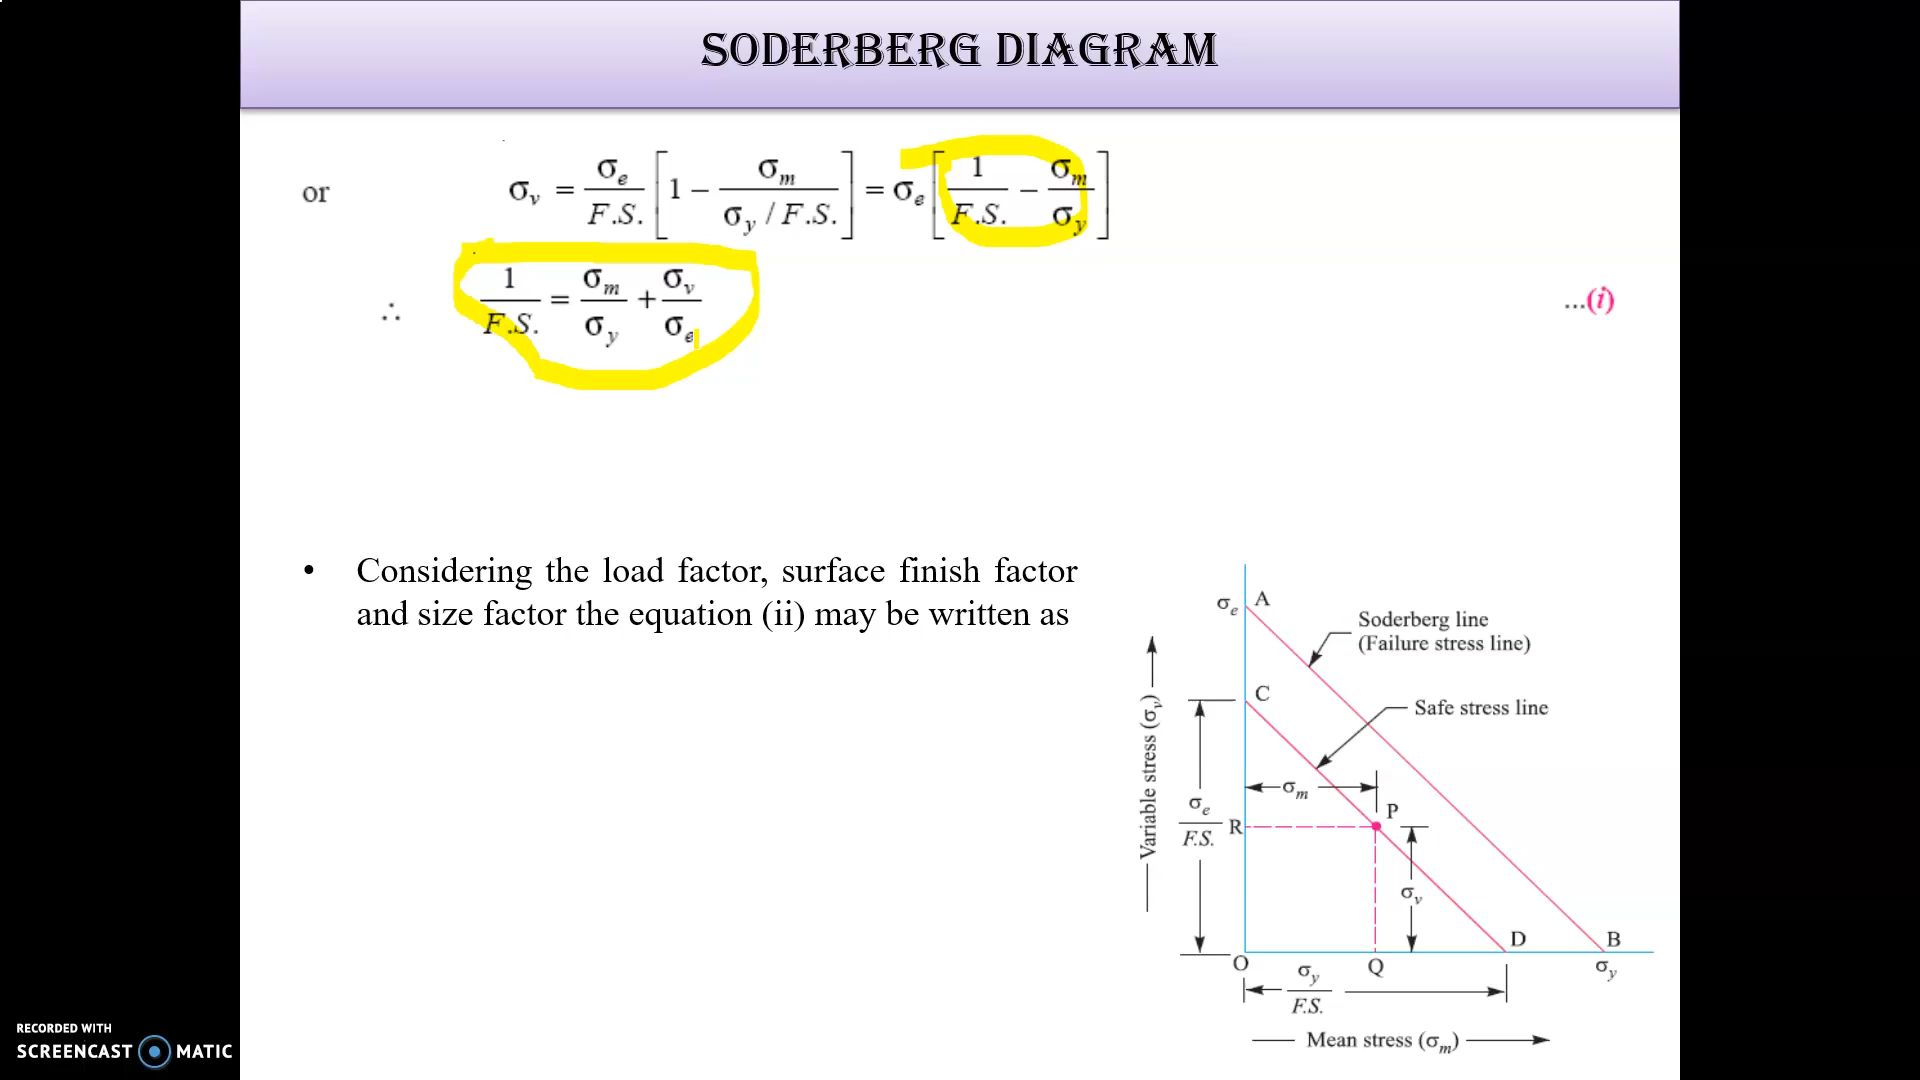 SODERBERG DIAGRAM
or σv = σe / F.S. [ 1 − σm / (σy / F.S.) ] = σe [ 1 / F.S. − σm / σy ]
∴ 1 / F.S. = σm / σy + σv / σe ...(i)
• Considering the load factor, surface finish factor
and size factor the equation (ii) may be written as
σe A
Soderberg line
(Failure stress line)
C
Safe stress line
Variable stress (σv)
σm
P
σe / F.S.
R
σv
D
B
O
σy / F.S.
Q
σy
Mean stress (σm)
RECORDED WITH
SCREENCAST MATIC